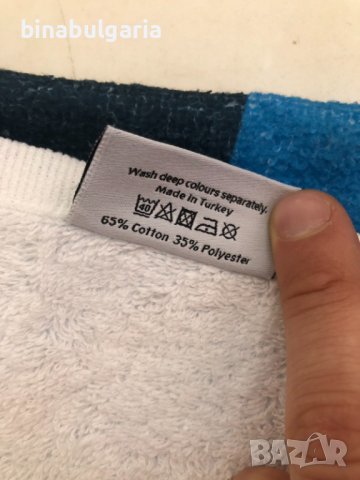 binabulgaria
Wash deep colours separately.
Made in Turkey
40
65% Cotton 35% Polyester
BAZAR